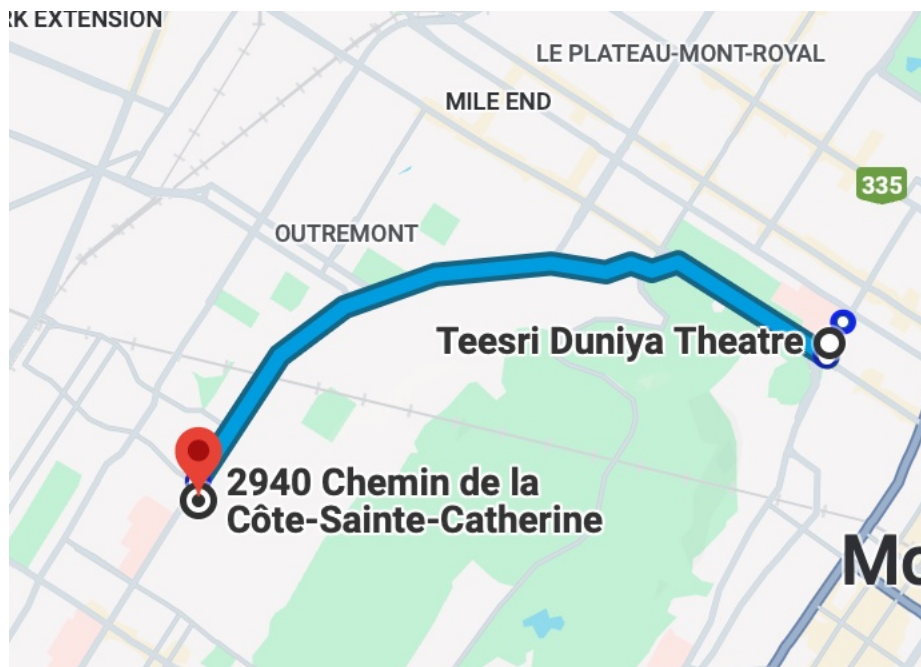 RK EXTENSION
LE PLATEAU-MONT-ROYAL
MILE END
335
OUTREMONT
Teesri Duniya Theatre
2940 Chemin de la
Côte-Sainte-Catherine
Mo